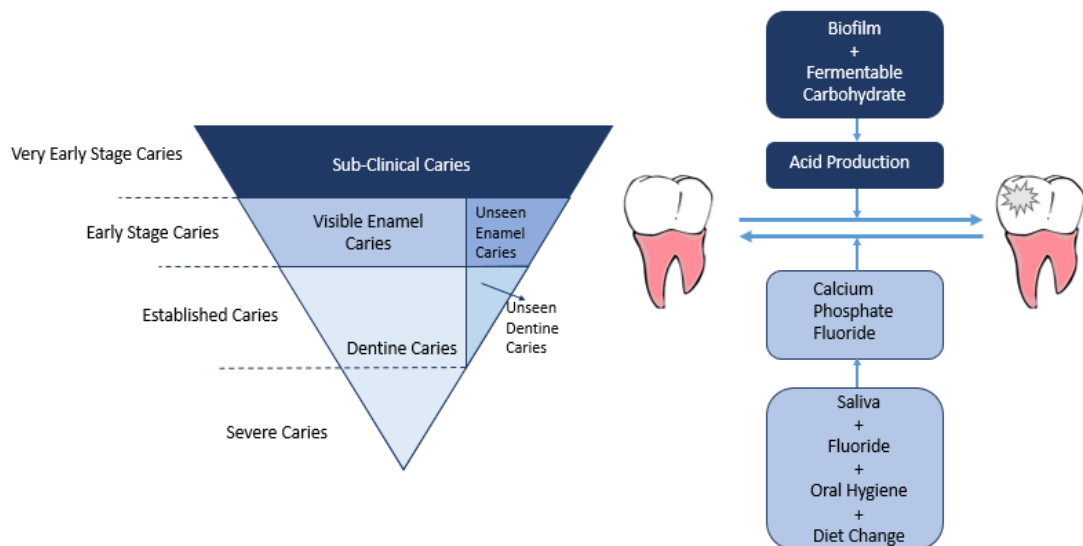 Very Early Stage Caries
Early Stage Caries
Established Caries
Severe Caries
Sub-Clinical Caries
Visible Enamel
Caries
Unseen
Enamel
Caries
Dentine Caries
Unseen
Dentine
Caries
Biofilm
+
Fermentable
Carbohydrate
Acid Production
Calcium
Phosphate
Fluoride
Saliva
+
Fluoride
+
Oral Hygiene
+
Diet Change